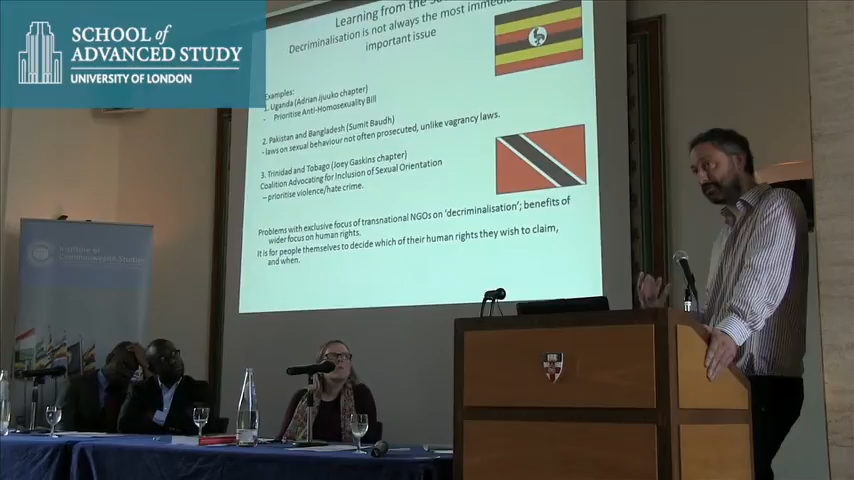 SCHOOL of
ADVANCED STUDY
UNIVERSITY OF LONDON
Learning from the
Decriminalisation is not always the most
important issue
Examples:
1. Uganda (Adrian Jjuuko chapter)
- Prioritise Anti-Homosexuality Bill
2. Pakistan and Bangladesh (Sumit Baudh)
- laws on sexual behaviour not often prosecuted, unlike vagrancy laws.
3. Trinidad and Tobago (Joey Gaskins chapter)
Coalition Advocating for Inclusion of Sexual Orientation
– prioritise violence/hate crime.
Problems with exclusive focus of transnational NGOs on 'decriminalisation'; benefits of
wider focus on human rights.
It is for people themselves to decide which of their human rights they wish to claim,
and when.
Institute of
Commonwealth Studies